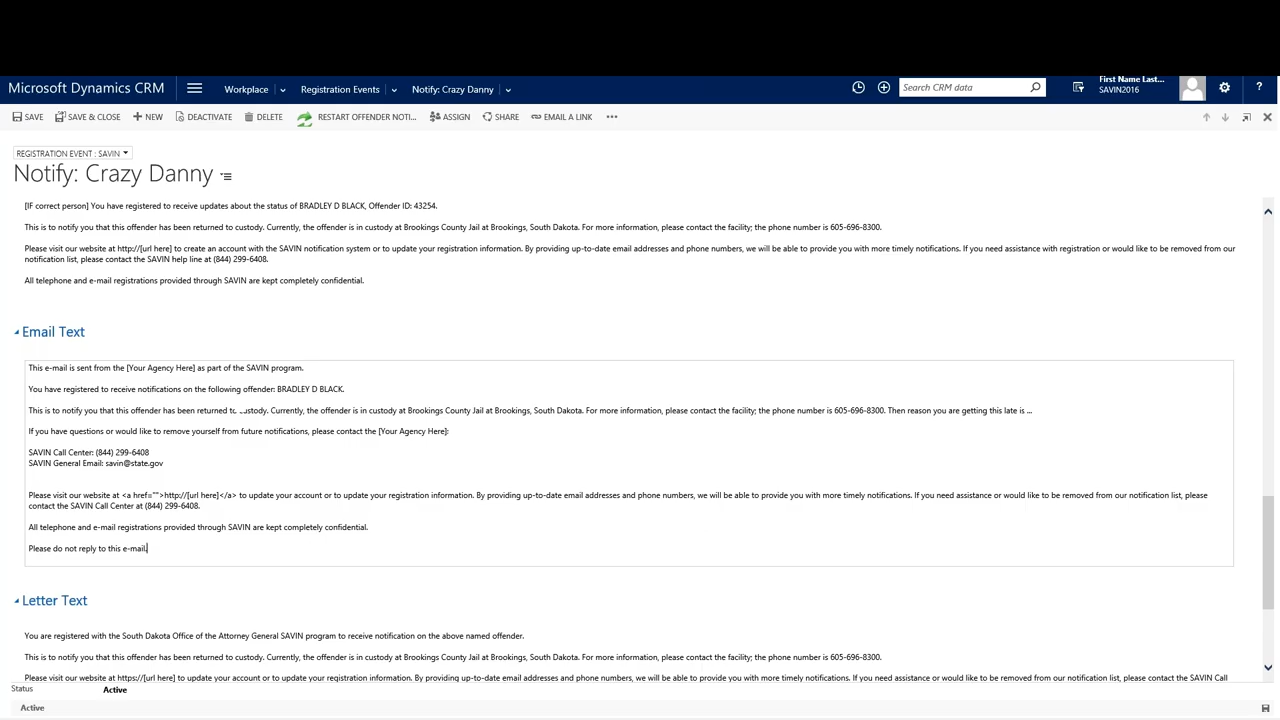 Microsoft Dynamics CRM
Workplace
Registration Events
Notify: Crazy Danny
Search CRM data
First Name Last...
SAVIN2016
?
SAVE
SAVE & CLOSE
NEW
DEACTIVATE
DELETE
RESTART OFFENDER NOTI...
ASSIGN
SHARE
EMAIL A LINK
REGISTRATION EVENT : SAVIN
Notify: Crazy Danny
[IF correct person] You have registered to receive updates about the status of BRADLEY D BLACK, Offender ID: 43254.
This is to notify you that this offender has been returned to custody. Currently, the offender is in custody at Brookings County Jail at Brookings, South Dakota. For more information, please contact the facility; the phone number is 605-696-8300.
Please visit our website at http://[url here] to create an account with the SAVIN notification system or to update your registration information. By providing up-to-date email addresses and phone numbers, we will be able to provide you with more timely notifications. If you need assistance with registration or would like to be removed from our
notification list, please contact the SAVIN help line at (844) 299-6408.
All telephone and e-mail registrations provided through SAVIN are kept completely confidential.
Email Text
This e-mail is sent from the [Your Agency Here] as part of the SAVIN program.
You have registered to receive notifications on the following offender: BRADLEY D BLACK.
This is to notify you that this offender has been returned custody. Currently, the offender is in custody at Brookings County Jail at Brookings, South Dakota. For more information, please contact the facility; the phone number is 605-696-8300. Then reason you are getting this late is ...
If you have questions or would like to remove yourself from future notifications, please contact the [Your Agency Here]:
SAVIN Call Center: (844) 299-6408
SAVIN General Email: savin@state.gov
Please visit our website at <a href="">http://[url here]</a> to update your account or to update your registration information. By providing up-to-date email addresses and phone numbers, we will be able to provide you with more timely notifications. If you need assistance or would like to be removed from our notification list, please
contact the SAVIN Call Center at (844) 299-6408.
All telephone and e-mail registrations provided through SAVIN are kept completely confidential.
Please do not reply to this e-mail.
Letter Text
You are registered with the South Dakota Office of the Attorney General SAVIN program to receive notification on the above named offender.
This is to notify you that this offender has been returned to custody. Currently, the offender is in custody at Brookings County Jail at Brookings, South Dakota. For more information, please contact the facility; the phone number is 605-696-8300.
Please visit our website at https://[url here] to update your account or to update your registration information. By providing up-to-date email addresses and phone numbers, we will be able to provide you with more timely notifications. If you need assistance or would like to be removed from our notification list, please contact the SAVIN Call
Status
Active
Active